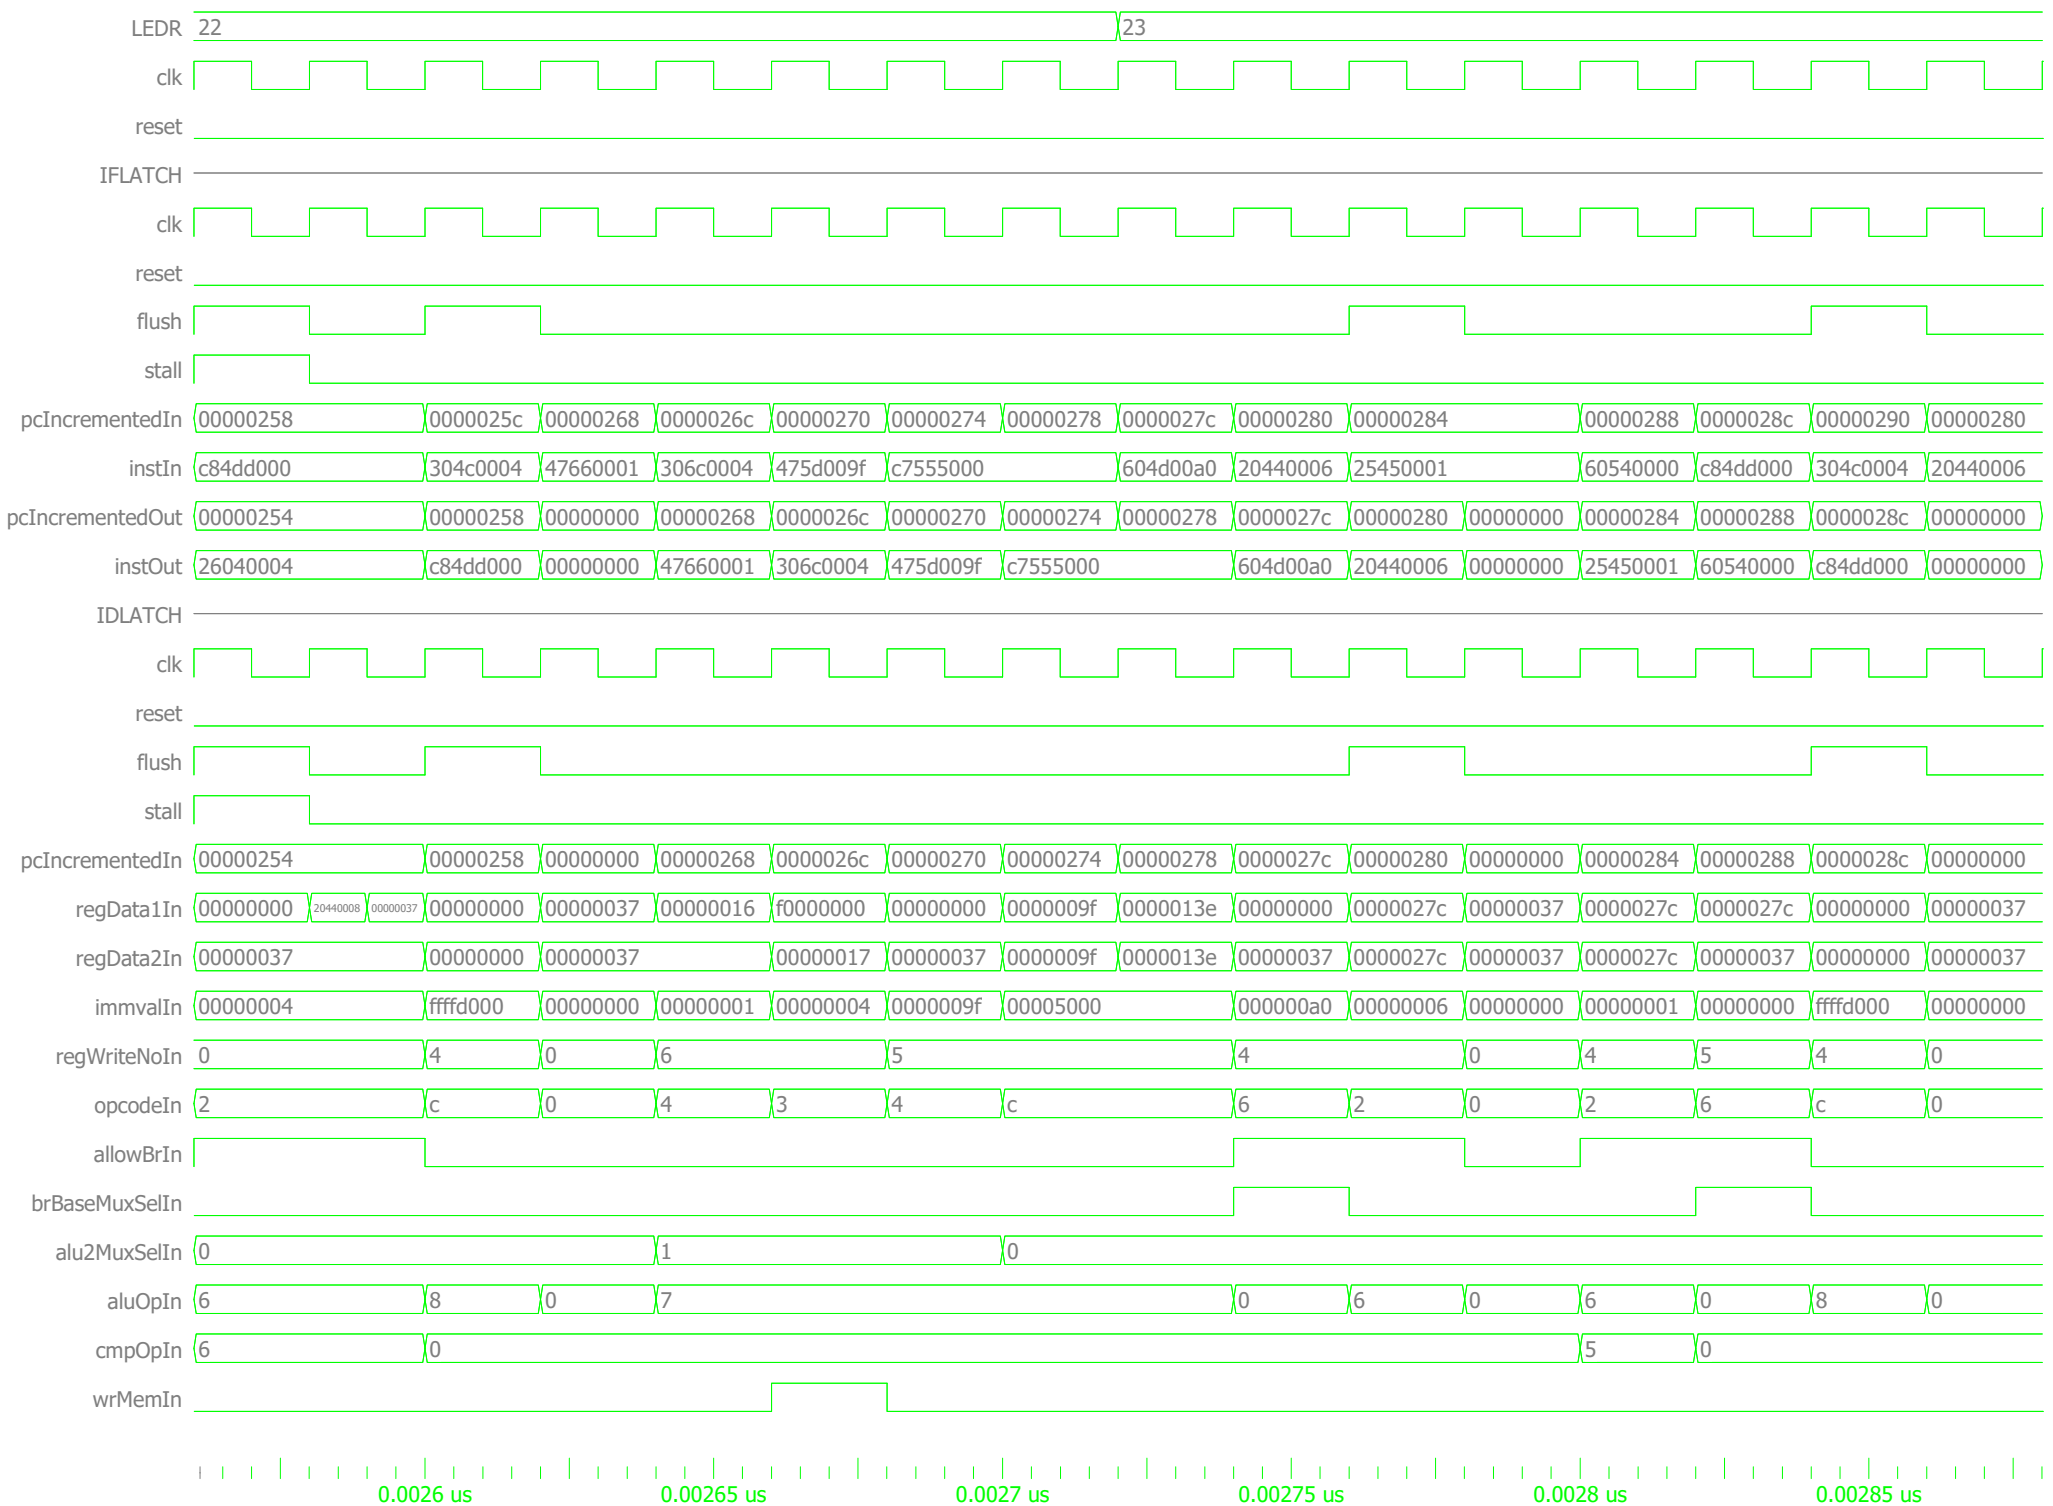 LEDR 22 23
clk
reset
IFLATCH
clk
reset
flush
stall
pcIncrementedIn 00000258 0000025c 00000268 0000026c 00000270 00000274 00000278 0000027c 00000280 00000284 00000288 0000028c 00000290 00000280
instIn c84dd000 304c0004 47660001 306c0004 475d009f c7555000 604d00a0 20440006 25450001 60540000 c84dd000 304c0004 20440006
pcIncrementedOut 00000254 00000258 00000000 00000268 0000026c 00000270 00000274 00000278 0000027c 00000280 00000000 00000284 00000288 0000028c 00000000
instOut 26040004 c84dd000 00000000 47660001 306c0004 475d009f c7555000 604d00a0 20440006 00000000 25450001 60540000 c84dd000 00000000
IDLATCH
clk
reset
flush
stall
pcIncrementedIn 00000254 00000258 00000000 00000268 0000026c 00000270 00000274 00000278 0000027c 00000280 00000000 00000284 00000288 0000028c 00000000
regData1In 00000000 20440008 00000037 00000000 00000037 00000016 f0000000 00000000 0000009f 0000013e 00000000 0000027c 00000037 0000027c 0000027c 00000000 00000037
regData2In 00000037 00000000 00000037 00000017 00000037 0000009f 0000013e 00000037 0000027c 00000037 0000027c 00000037 00000000 00000037
immvalIn 00000004 ffffd000 00000000 00000001 00000004 0000009f 00005000 000000a0 00000006 00000000 00000001 00000000 ffffd000 00000000
regWriteNoIn 0 4 0 6 5 4 0 4 5 4 0
opcodeIn 2 c 0 4 3 4 c 6 2 0 2 6 c 0
allowBrIn
brBaseMuxSelIn
alu2MuxSelIn 0 1 0
aluOpIn 6 8 0 7 0 6 0 6 0 8 0
cmpOpIn 6 0 5 0
wrMemIn
0.0026 us 0.00265 us 0.0027 us 0.00275 us 0.0028 us 0.00285 us